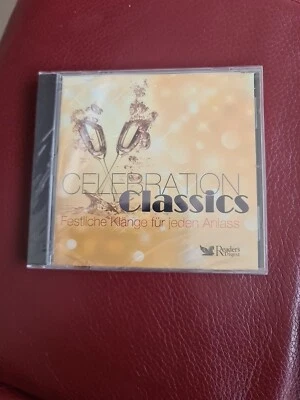 CELEBRATION
Classics
Festliche Klänge für jeden Anlass
Reader's
Digest